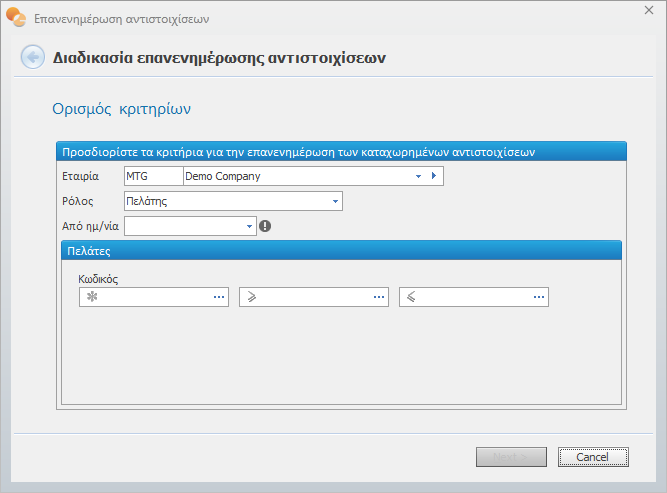 Επανενημέρωση αντιστοιχίσεων
Διαδικασία επανενημέρωσης αντιστοιχίσεων
Ορισμός κριτηρίων
Προσδιορίστε τα κριτήρια για την επανενημέρωση των καταχωρημένων αντιστοιχίσεων
Εταιρία MTG Demo Company
Ρόλος Πελάτης
Από ημ/νία
Πελάτες
Κωδικός
Next >
Cancel